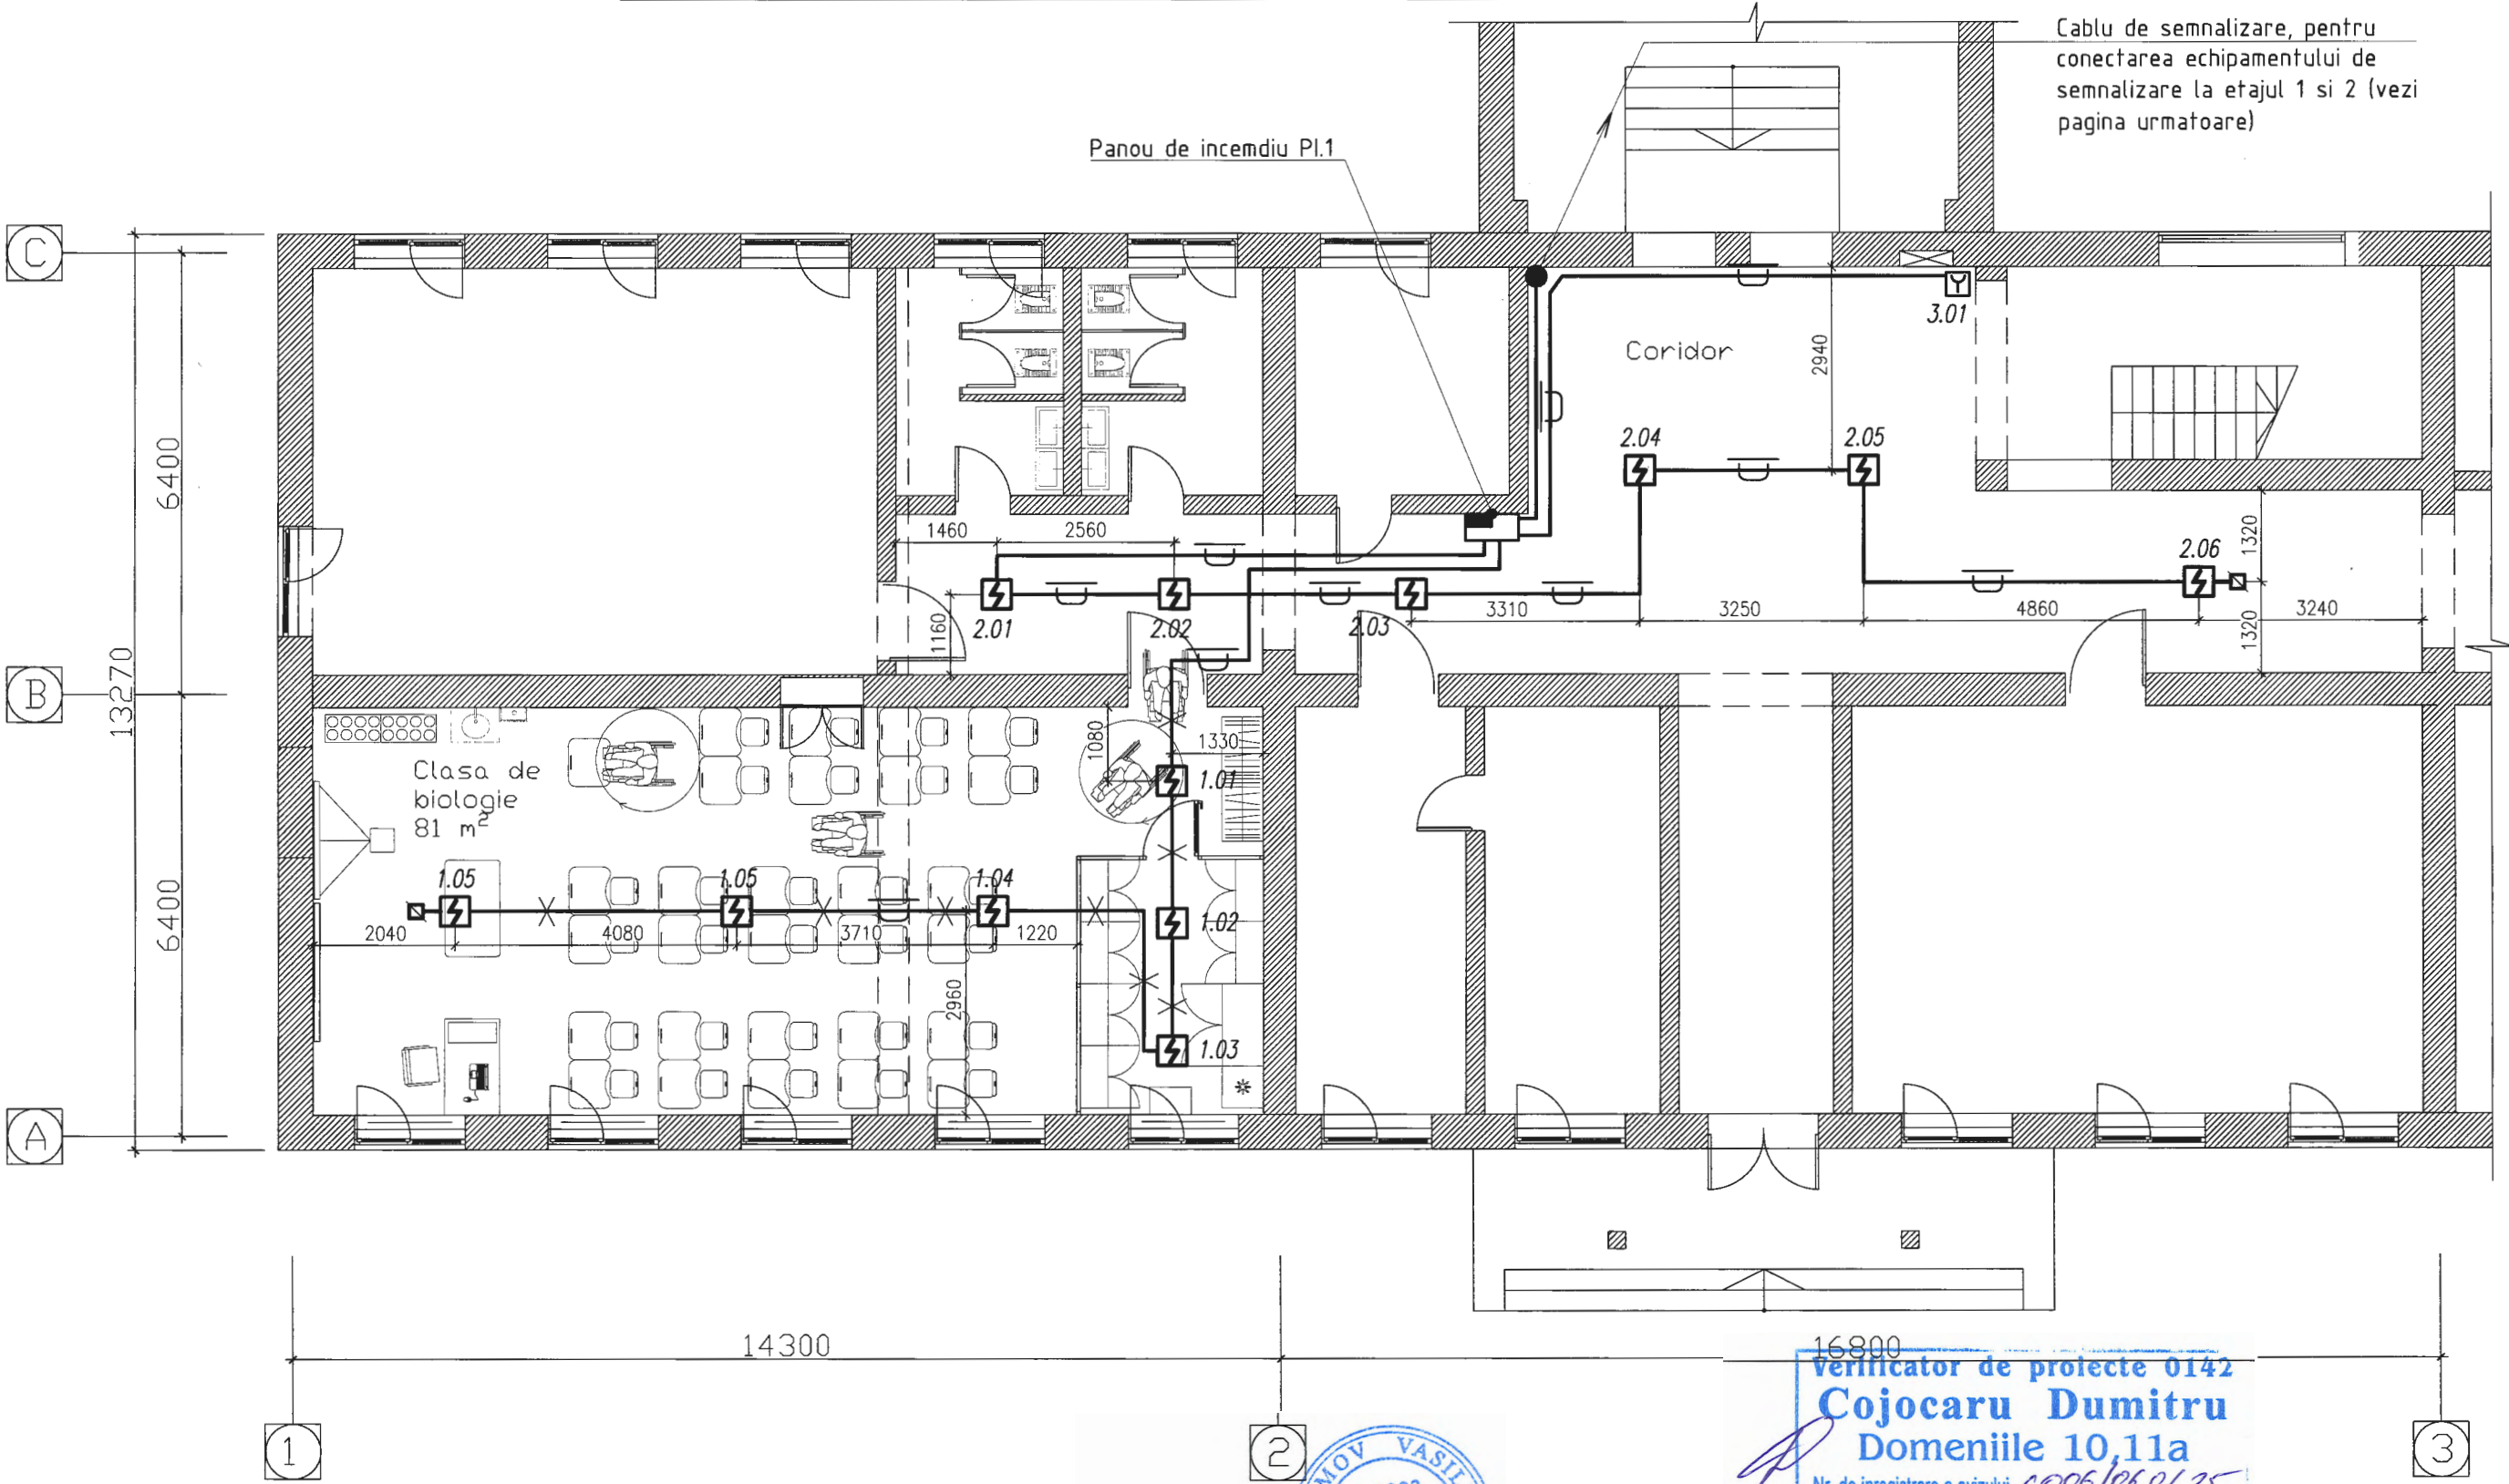 Cablu de semnalizare, pentru
conectarea echipamentului de
semnalizare la etajul 1 si 2 (vezi
pagina urmatoare)
Panou de incemdiu PI.1
C
3.01
Coridor
2940
6400
2.04
2.05
1460
2560
1320
2.06
2.01
2.02
2.03
3310
3250
4860
3240
1160
1320
13270
B
1080
1330
Clasa de
biologie
81 m²
1.01
1.05
1.05
1.04
1.02
6400
2040
4080
3710
1220
2960
1.03
A
14300
16800
Verificator de proiecte 0142
Cojocaru Dumitru
Domeniile 10,11a
1
2
3